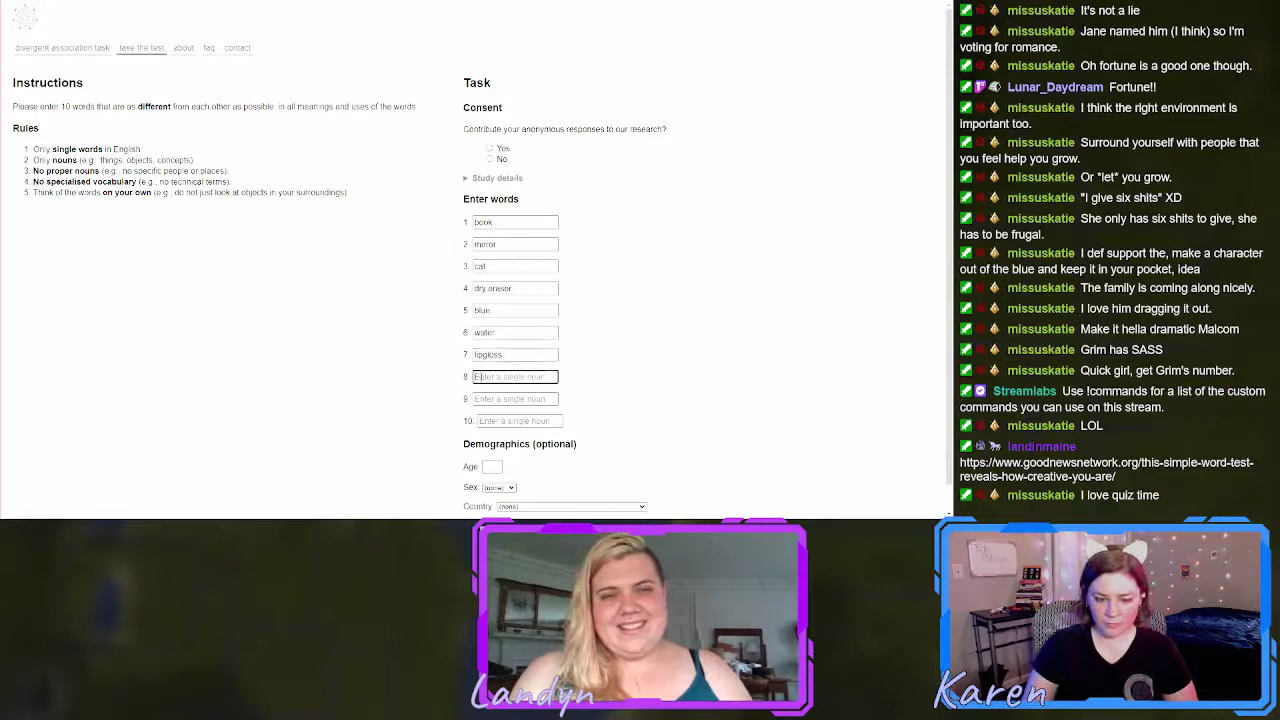 divergent association task
take the test
about
faq
contact
Instructions
Please enter 10 words that are as different from each other as possible, in all meanings and uses of the words
Rules
1 Only single words in English
2 Only nouns (e.g., things, objects, concepts)
3 No proper nouns (e.g., no specific people or places)
4 No specialised vocabulary (e.g., no technical terms).
5 Think of the words on your own (e.g., do not just look at objects in your surroundings).
Task
Consent
Contribute your anonymous responses to our research?
Yes
No
Study details
Enter words
1 book
2 mirror
3 cat
4 dry eraser
5 blue
6 water
7 lipgloss
8 Enter a single noun
9 Enter a single noun
10. Enter a single noun
Demographics (optional)
Age
Sex: (none)
Country (none)
missuskatie It's not a lie
missuskatie Jane named him (I think) so I'm
voting for romance.
missuskatie Oh fortune is a good one though.
Lunar_Daydream Fortune!!
missuskatie I think the right environment is
important too.
missuskatie Surround yourself with people that
you feel help you grow.
missuskatie Or *let* you grow.
missuskatie "I give six shits" XD
missuskatie She only has six shits to give, she
has to be frugal.
missuskatie I def support the, make a character
out of the blue and keep it in your pocket, idea
missuskatie The family is coming along nicely.
missuskatie I love him dragging it out.
missuskatie Make it hella dramatic Malcom
missuskatie Grim has SASS
missuskatie Quick girl, get Grim's number.
Streamlabs Use !commands for a list of the custom
commands you can use on this stream.
missuskatie LOL
landinmaine
https://www.goodnewsnetwork.org/this-simple-word-test-
reveals-how-creative-you-are/
missuskatie I love quiz time
Landyn
Karen